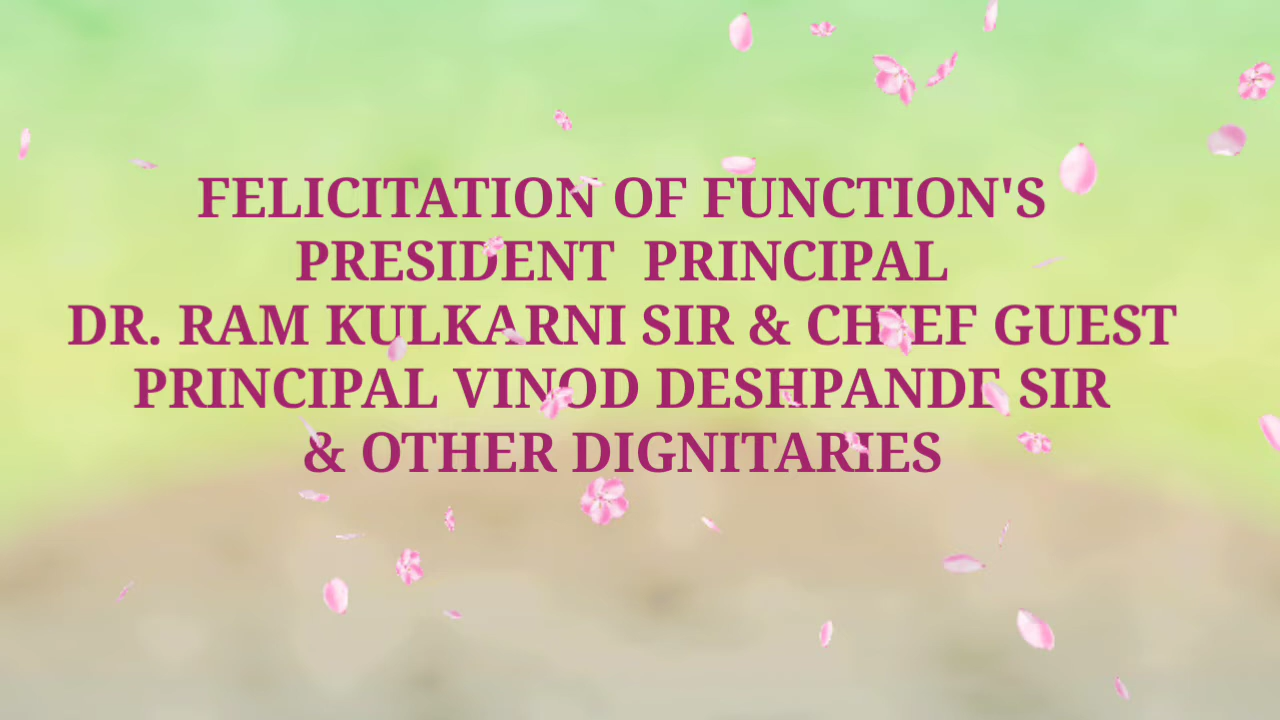 FELICITATION OF FUNCTION'S
PRESIDENT  PRINCIPAL
DR. RAM KULKARNI SIR & CHIEF GUEST
PRINCIPAL VINOD DESHPANDE SIR
& OTHER DIGNITARIES